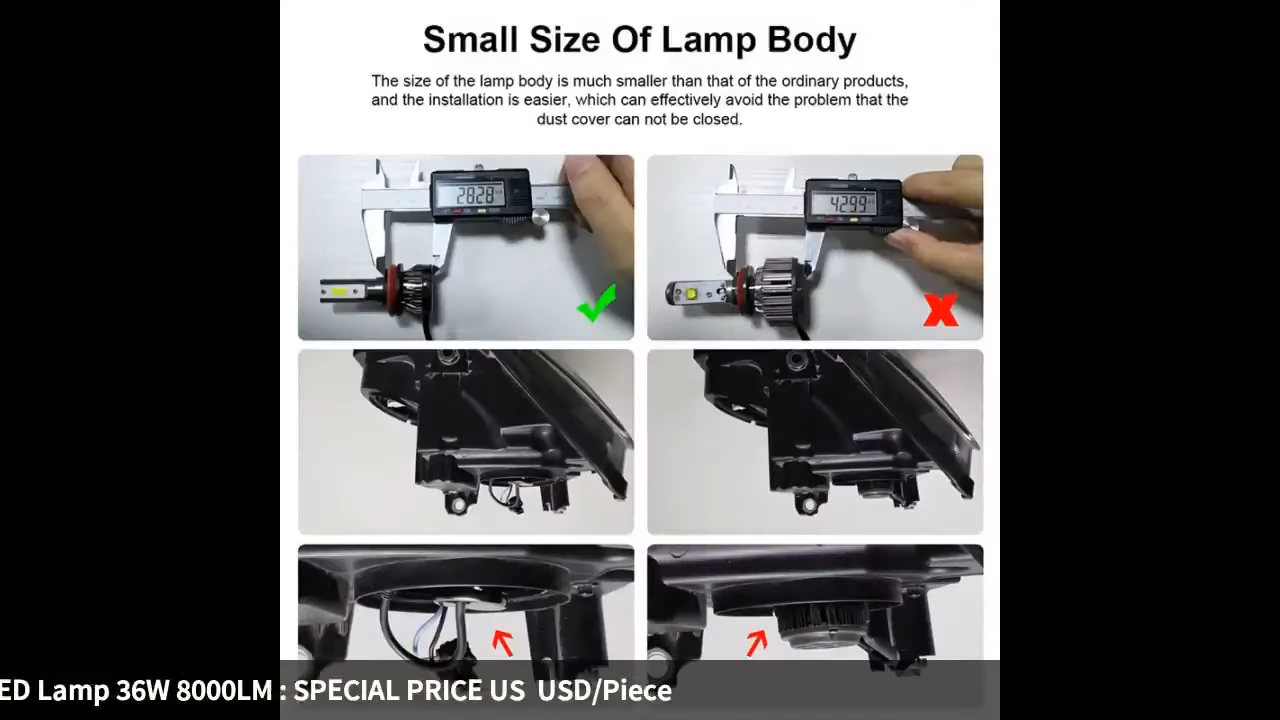 Small Size Of Lamp Body
The size of the lamp body is much smaller than that of the ordinary products,
and the installation is easier, which can effectively avoid the problem that the
dust cover can not be closed.
28.28
42.99
ED Lamp 36W 8000LM : SPECIAL PRICE US USD/Piece